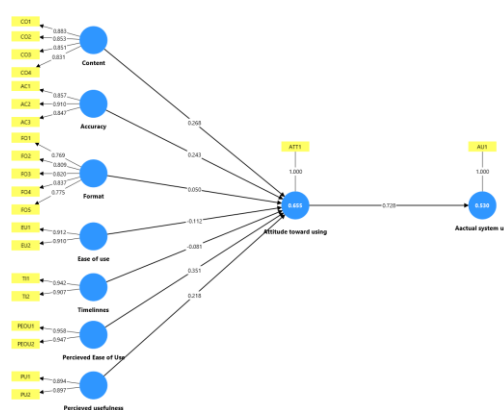 CO1
CO2
CO3
CO4
0.883
0.853
0.851
0.831
Content
AC1
AC2
AC3
0.857
0.910
0.847
Accuracy
FO1
FO2
FO3
FO4
FO5
0.769
0.809
0.820
0.837
0.775
Format
EU1
EU2
0.912
0.910
Ease of use
TI1
TI2
0.942
0.907
Timelinnes
PEOU1
PEOU2
0.958
0.947
Percieved Ease of Use
PU1
PU2
0.894
0.897
Percieved usefulness
0.268
0.243
0.050
-0.112
-0.081
0.351
0.218
ATT1
1.000
Attitude toward using
0.728
AU1
1.000
0.530
Aactual system u